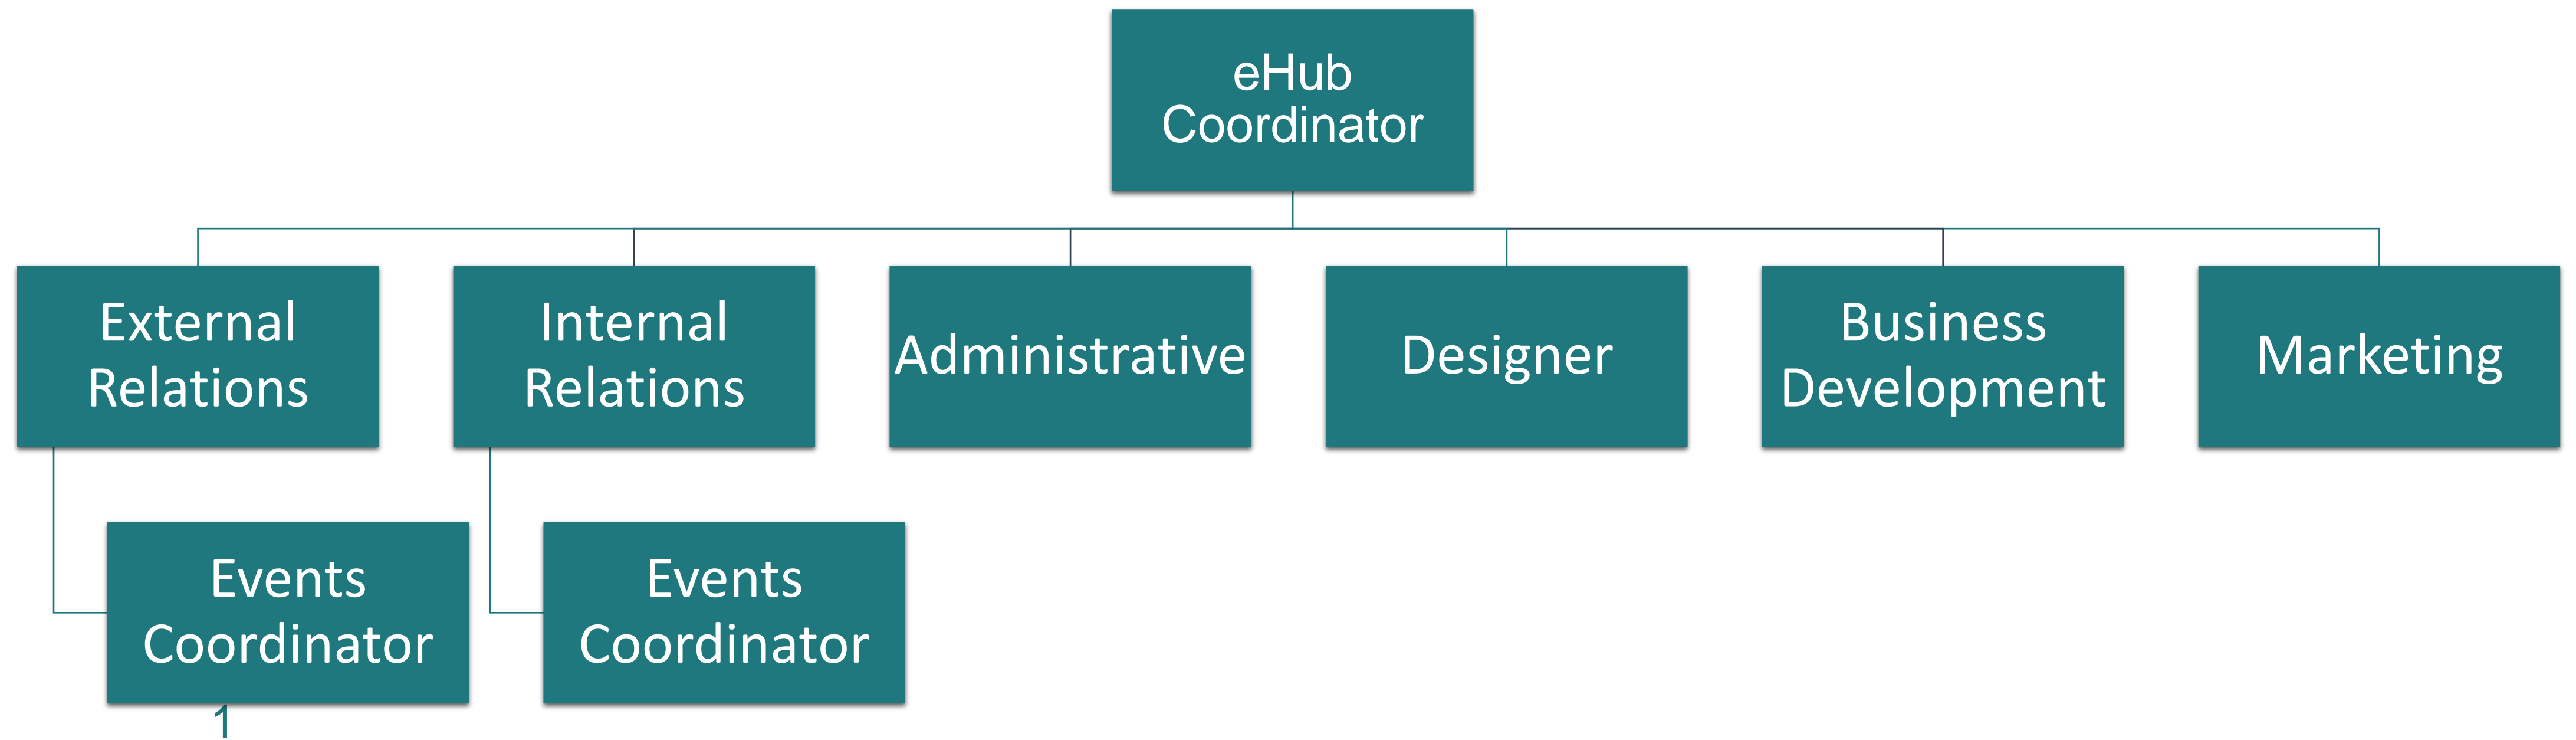 eHub
Coordinator
External
Relations
Internal
Relations
Administrative
Designer
Business
Development
Marketing
Events
Coordinator
Events
Coordinator
1